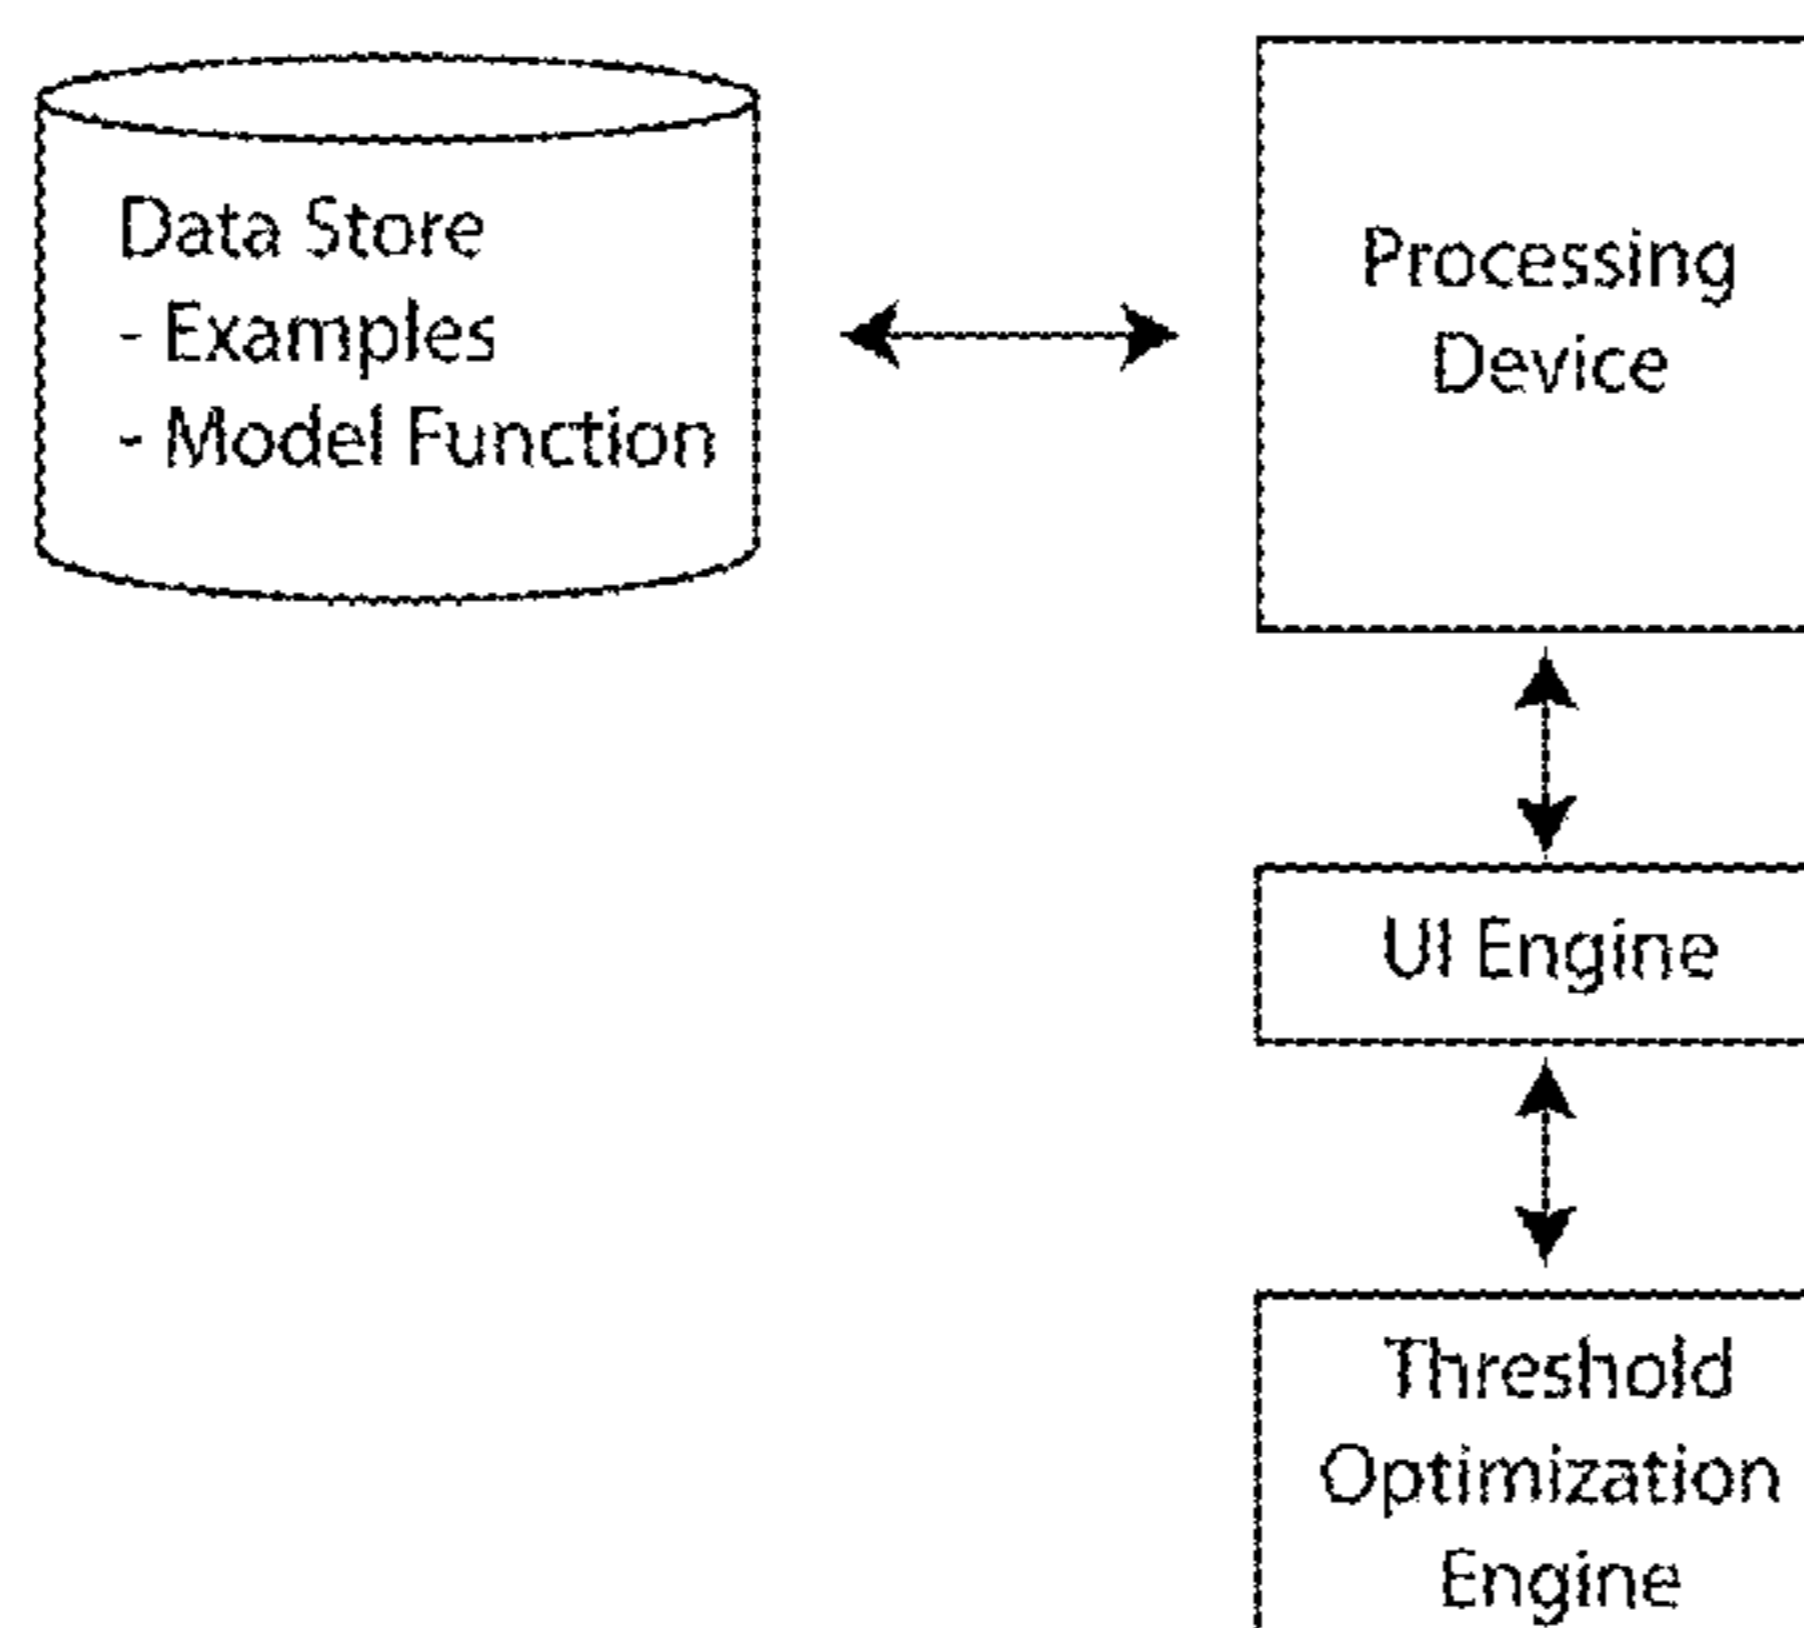 Data Store
- Examples
- Model Function
Processing
Device
UI Engine
Threshold
Optimization
Engine